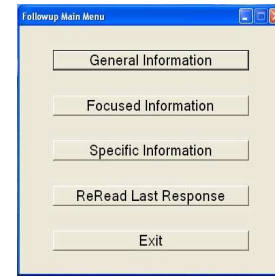 Followup Main Menu
General Information
Focused Information
Specific Information
ReRead Last Response
Exit